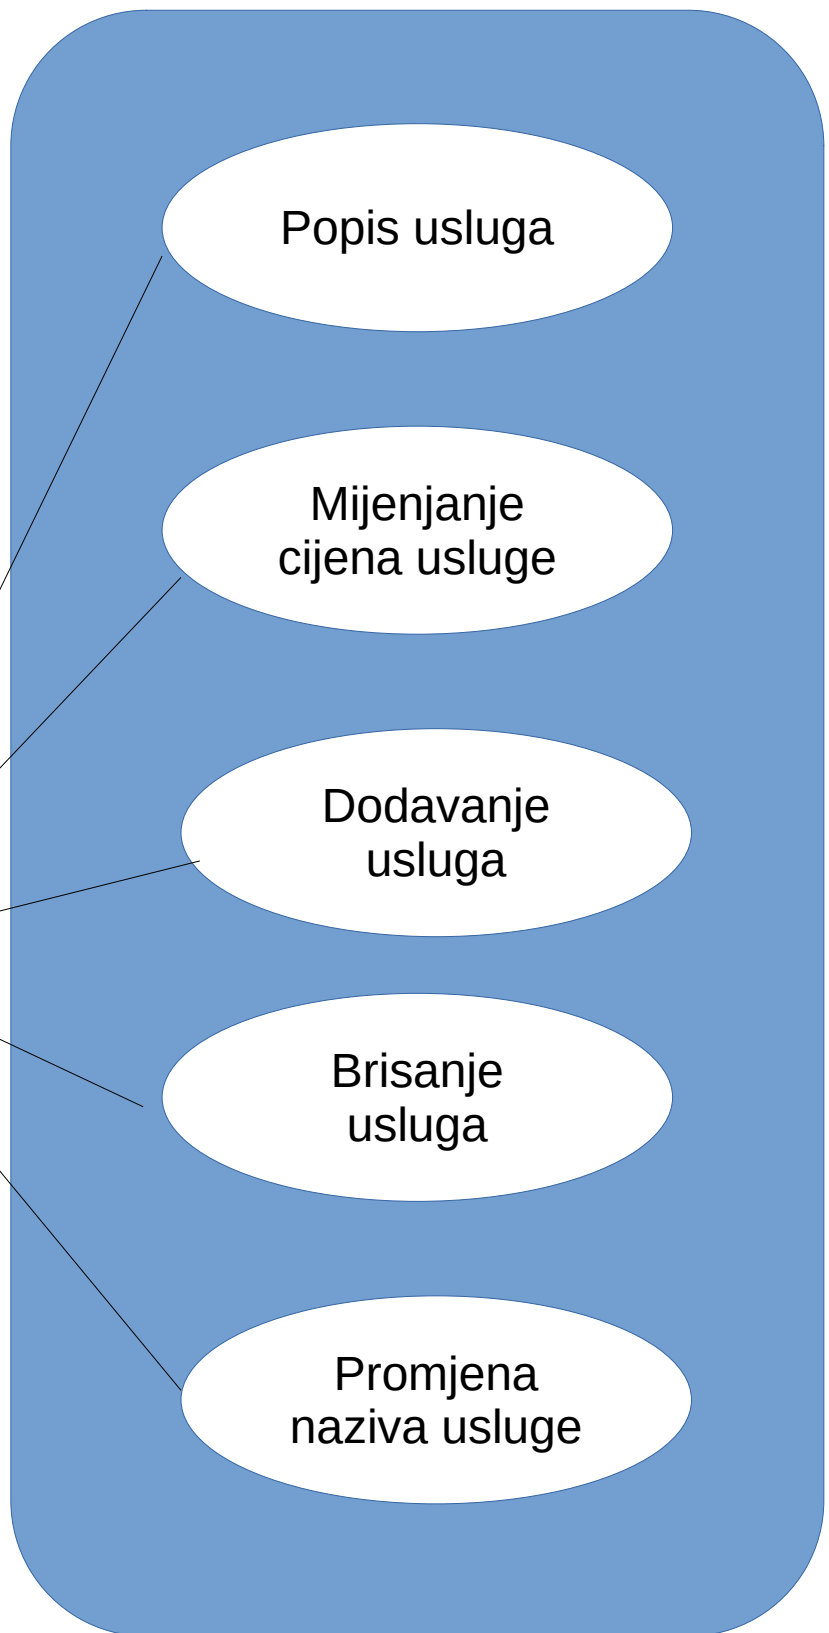 Popis usluga
Mijenjanje
cijena usluge
Dodavanje
usluga
Brisanje
usluga
Promjena
naziva usluge